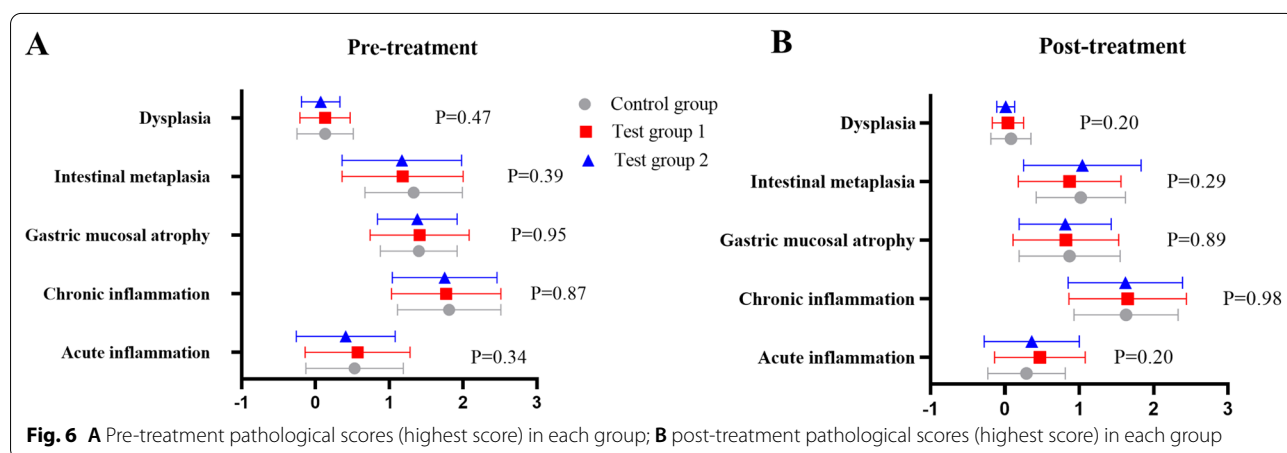 A
Pre-treatment
Dysplasia
P=0.47
Intestinal metaplasia
P=0.39
Gastric mucosal atrophy
P=0.95
Chronic inflammation
P=0.87
Acute inflammation
P=0.34
-1 0 1 2 3
Control group
Test group 1
Test group 2
B
Post-treatment
Dysplasia
P=0.20
Intestinal metaplasia
P=0.29
Gastric mucosal atrophy
P=0.89
Chronic inflammation
P=0.98
Acute inflammation
P=0.20
-1 0 1 2 3
Fig. 6 A Pre-treatment pathological scores (highest score) in each group; B post-treatment pathological scores (highest score) in each group